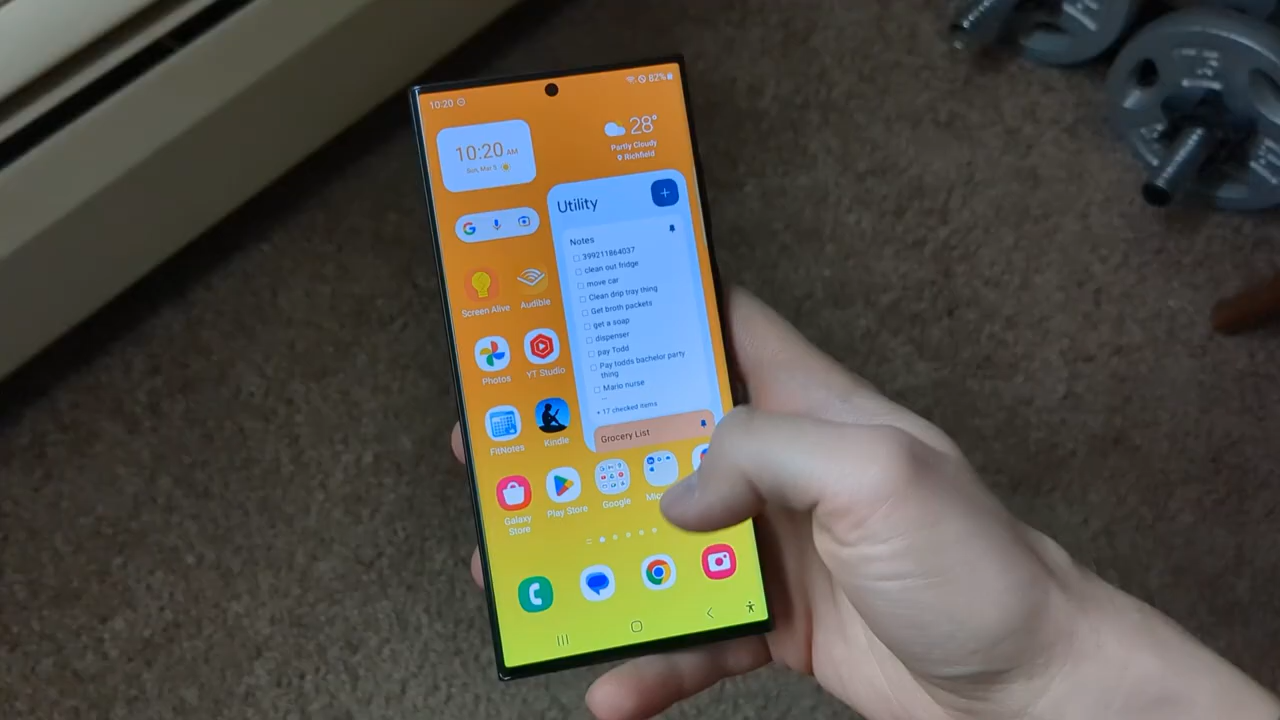 10:20
82%
10:20 AM
Sun, Mar 3
28°
Partly Cloudy
Richfield
Utility
+
Notes
399211864037
clean out fridge
move car
Clean drip tray thing
Get broth packets
get a soap
dispenser
pay Todd
Pay todds bachelor party
thing
Mario nurse
...
+ 17 checked items
Grocery List
Screen Alive
Audible
Photos
YT Studio
FitNotes
Kindle
Galaxy
Store
Play Store
Google